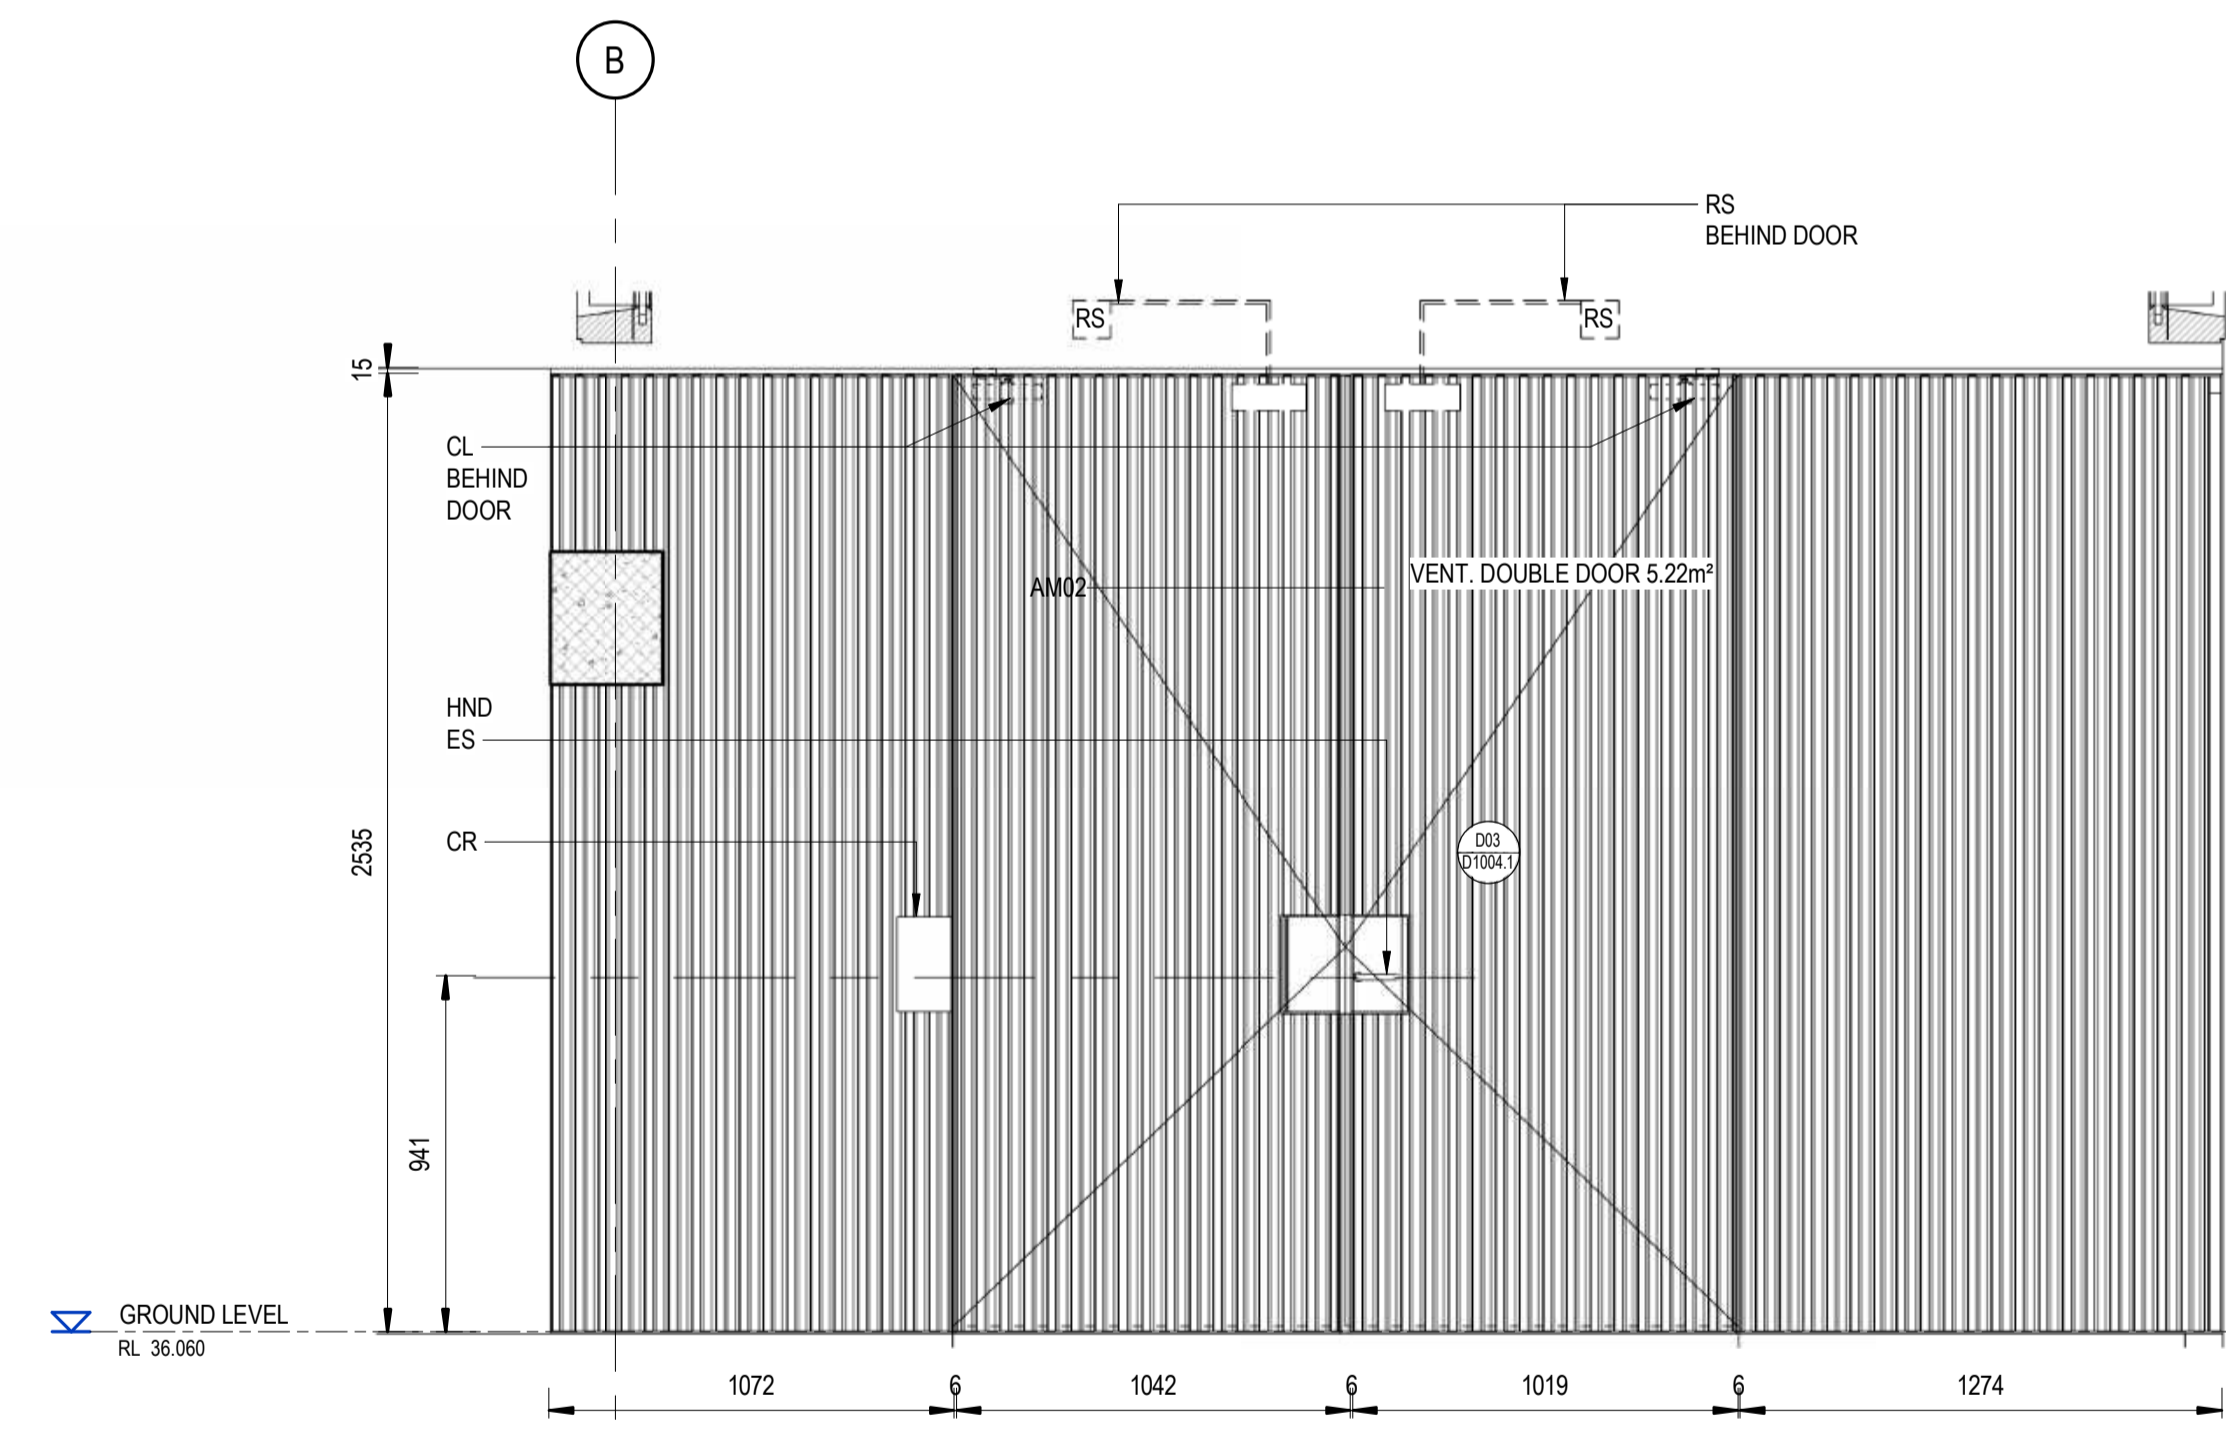 B
RS
BEHIND DOOR
RS
RS
15
CL
BEHIND
DOOR
VENT. DOUBLE DOOR 5.22m²
AM02
HND
ES
CR
2535
D03
D1004.1
941
GROUND LEVEL
RL 36.060
1072
6
1042
6
1019
6
1274